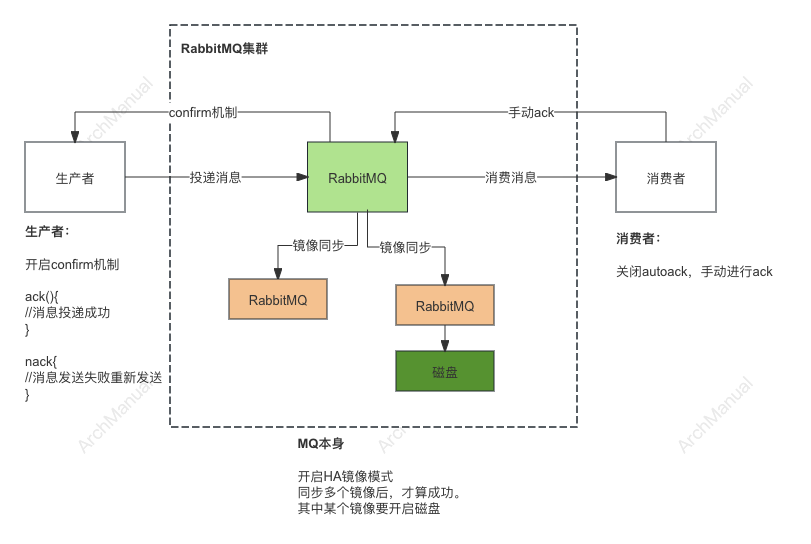 RabbitMQ集群
confirm机制
手动ack
生产者
投递消息
RabbitMQ
消费消息
消费者
镜像同步
镜像同步
RabbitMQ
RabbitMQ
磁盘
生产者：
开启confirm机制
ack(){
//消息投递成功
}
nack{
//消息发送失败重新发送
}
消费者：
关闭autoack，手动进行ack
MQ本身
开启HA镜像模式
同步多个镜像后，才算成功。
其中某个镜像要开启磁盘
ArchManual
ArchManual
ArchManual
ArchManual
ArchManual